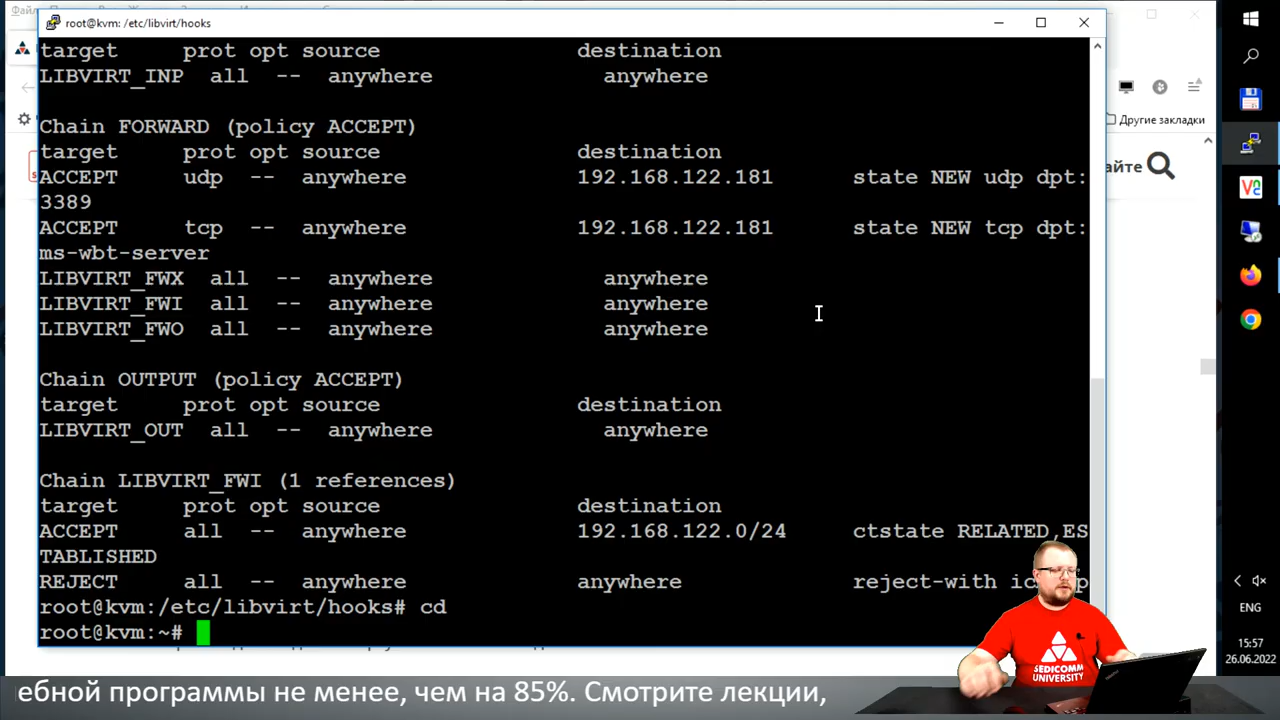 Файл
root@kvm: /etc/libvirt/hooks
target prot opt source destination
LIBVIRT_INP all -- anywhere anywhere
Chain FORWARD (policy ACCEPT)
target prot opt source destination
ACCEPT udp -- anywhere 192.168.122.181 state NEW udp dpt:
3389
ACCEPT tcp -- anywhere 192.168.122.181 state NEW tcp dpt:
ms-wbt-server
LIBVIRT_FWX all -- anywhere anywhere
LIBVIRT_FWI all -- anywhere anywhere
LIBVIRT_FWO all -- anywhere anywhere
Chain OUTPUT (policy ACCEPT)
target prot opt source destination
LIBVIRT_OUT all -- anywhere anywhere
Chain LIBVIRT_FWI (1 references)
target prot opt source destination
ACCEPT all -- anywhere 192.168.122.0/24 ctstate RELATED,ES
TABLISHED
REJECT all -- anywhere anywhere reject-with
root@kvm:/etc/libvirt/hooks# cd
root@kvm:~#
Другие закладки
айте
ENG
15:57
26.06.2022
SEDICOMM
UNIVERSITY
ебной программы не менее, чем на 85%. Смотрите лекции,